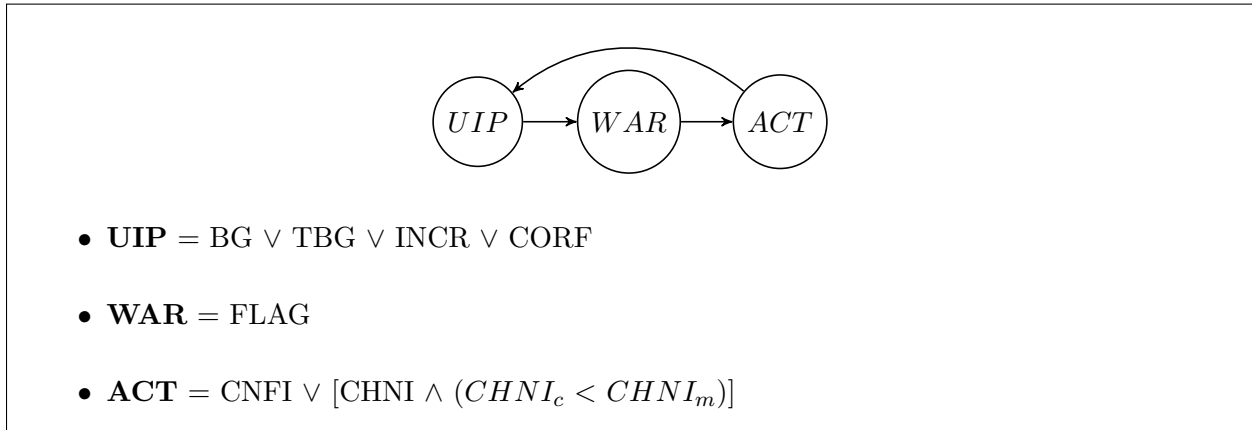 UIP WAR ACT
• UIP = BG ∨ TBG ∨ INCR ∨ CORF
• WAR = FLAG
• ACT = CNFI ∨ [CHNI ∧ (CHNI_c < CHNI_m)]